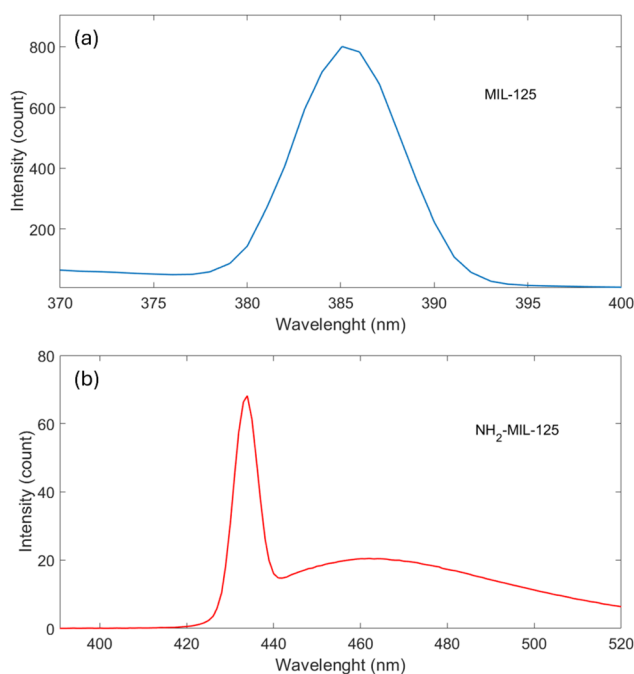 (a)
MIL-125
Intensity (count)
800
600
400
200
370 375 380 385 390 395 400
Wavelenght (nm)
(b)
NH2-MIL-125
Intensity (count)
80
60
40
20
0
400 420 440 460 480 500 520
Wavelenght (nm)